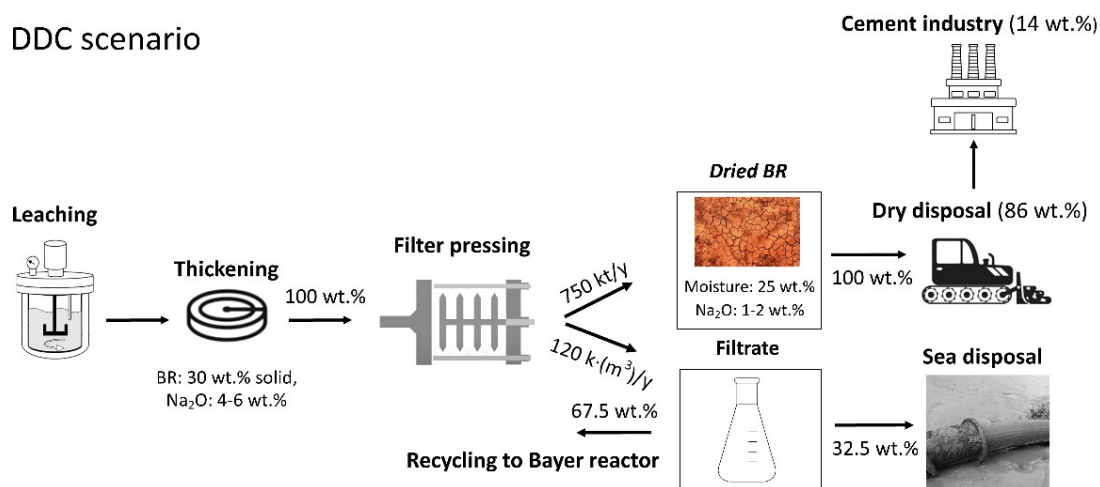 DDC scenario
Cement industry (14 wt.%)
Leaching
Thickening
BR: 30 wt.% solid,
Na₂O: 4-6 wt.%
100 wt.%
Filter pressing
750 kt/y
120 k·(m³)/y
Dried BR
Moisture: 25 wt.%
Na₂O: 1-2 wt.%
100 wt.%
Dry disposal (86 wt.%)
Filtrate
67.5 wt.%
Recycling to Bayer reactor
32.5 wt.%
Sea disposal